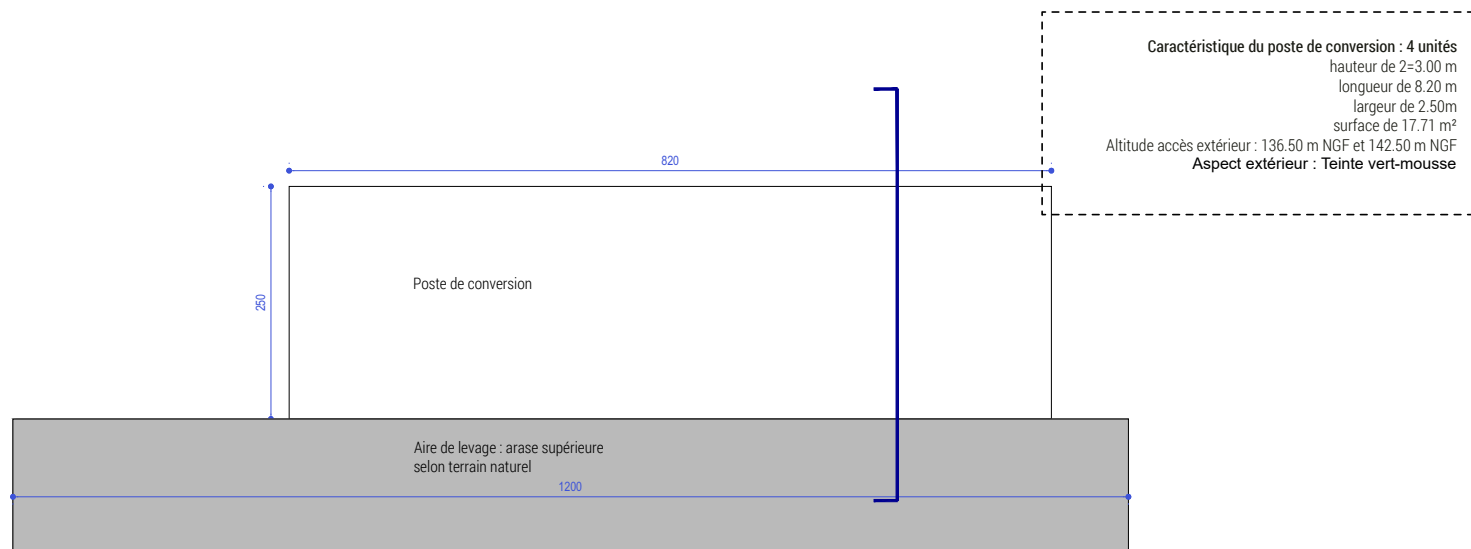 Caractéristique du poste de conversion : 4 unités
hauteur de 2=3.00 m
longueur de 8.20 m
largeur de 2.50m
surface de 17.71 m²
Altitude accès extérieur : 136.50 m NGF et 142.50 m NGF
Aspect extérieur : Teinte vert-mousse
820
250
Poste de conversion
Aire de levage : arase supérieure
selon terrain naturel
1200